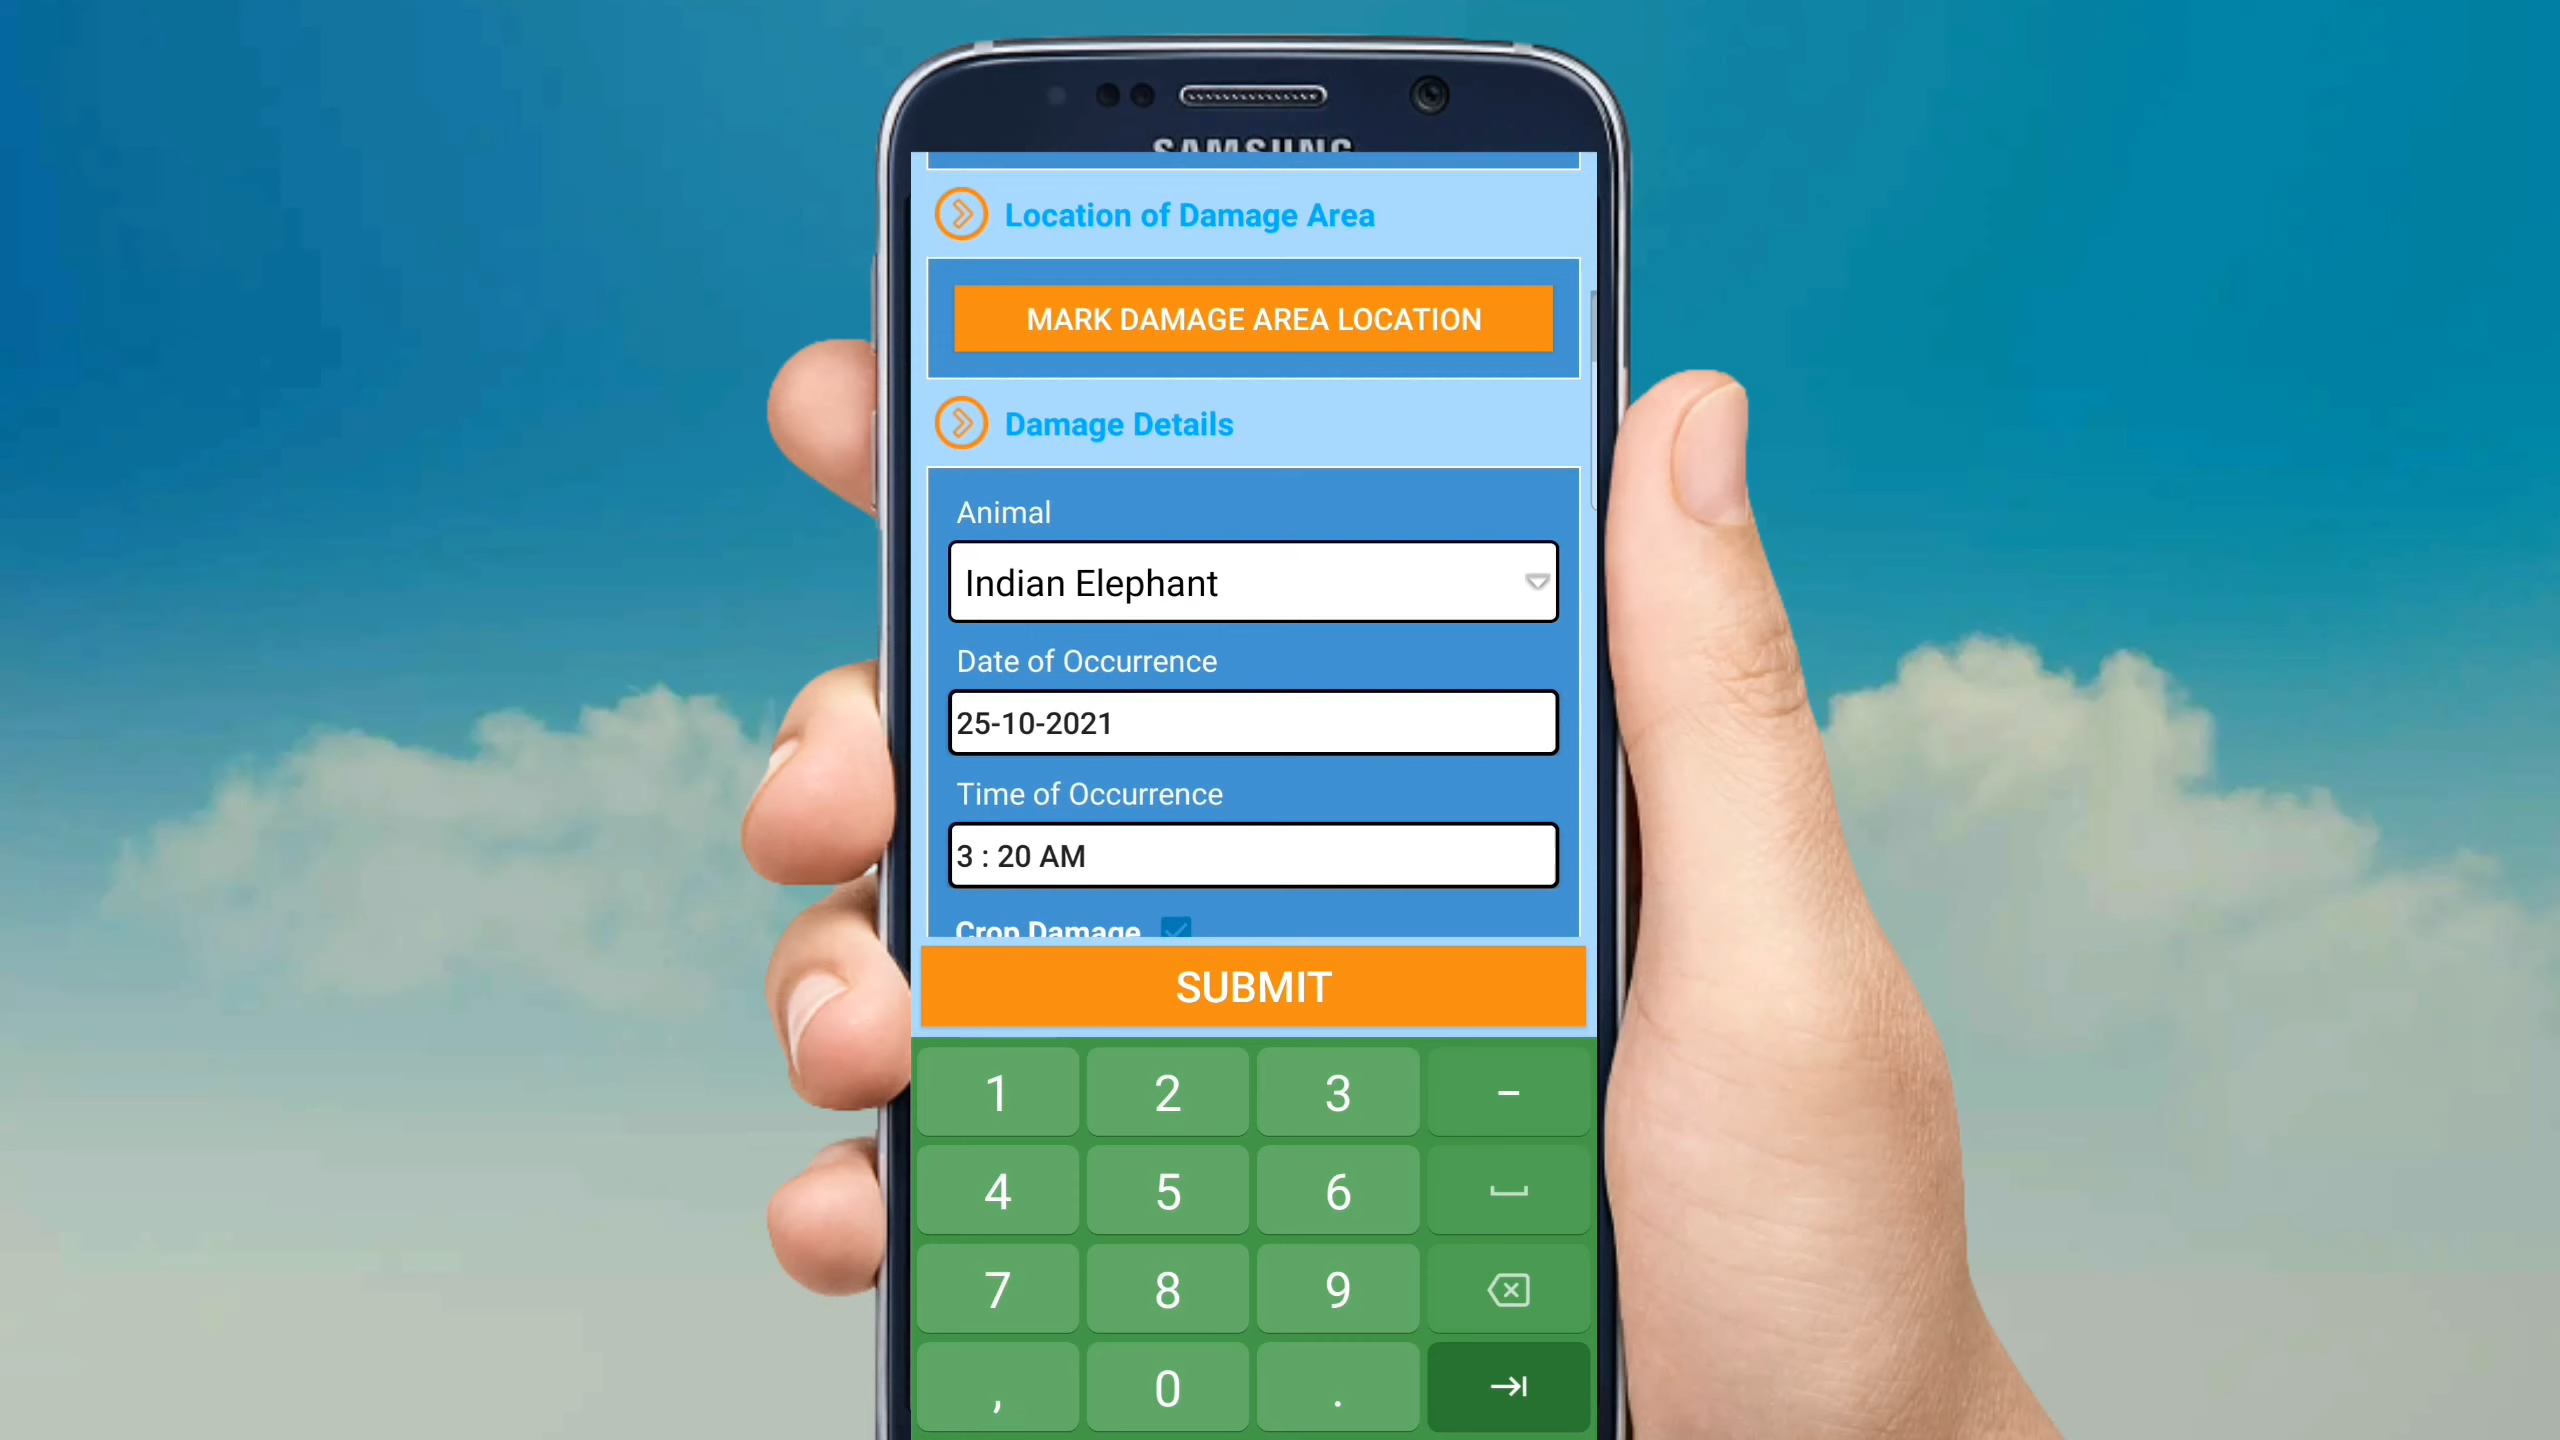 SAMSUNG
Location of Damage Area
MARK DAMAGE AREA LOCATION
Damage Details
Animal
Indian Elephant
Date of Occurrence
25-10-2021
Time of Occurrence
3 : 20 AM
Crop Damage
SUBMIT
1 2 3 -
4 5 6
7 8 9
, 0 .